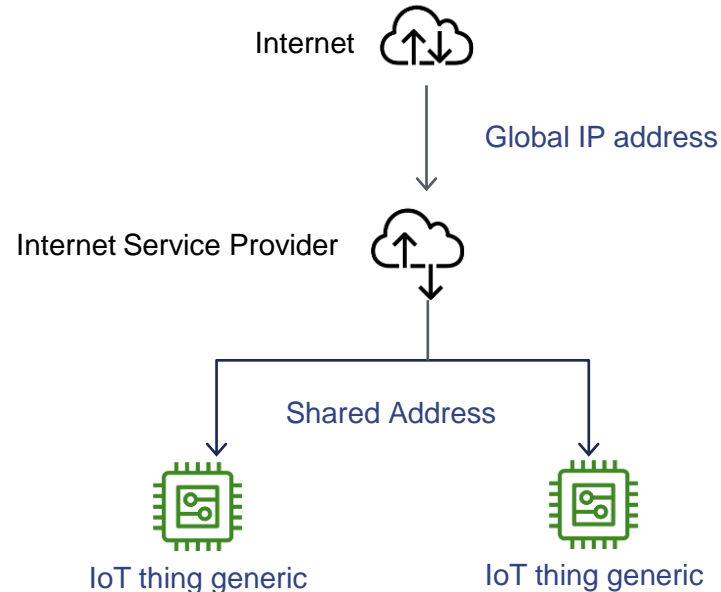 Internet
Global IP address
Internet Service Provider
Shared Address
IoT thing generic
IoT thing generic